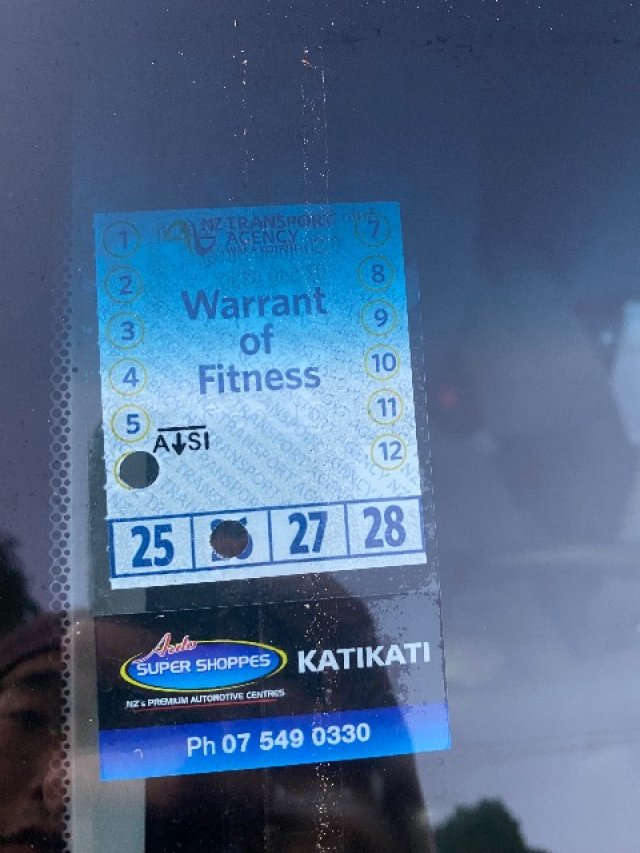 NZ TRANSPORT
AGENCY
1
7
2
8
Warrant
of
Fitness
3
9
4
10
5
11
12
25
27
28
Auto
SUPER SHOPPES
NZ's PREMIUM AUTOMOTIVE CENTRES
KATIKATI
Ph 07 549 0330